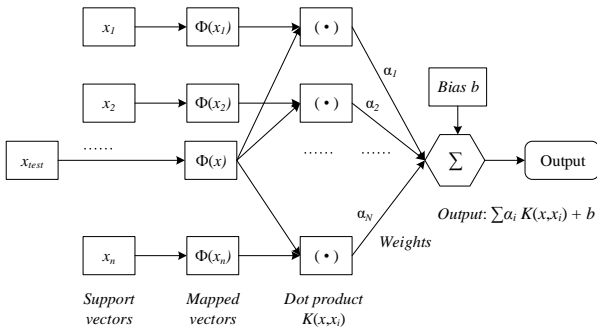 x1 Φ(x1) (•)
α1
x2 Φ(x2) (•) α2 Bias b
...... 
xtest Φ(x) ...... ...... ∑ Output
αN Output: ∑αi K(x,xi) + b
Weights
xn Φ(xn) (•)
Support vectors
Mapped vectors
Dot product
K(x,xi)